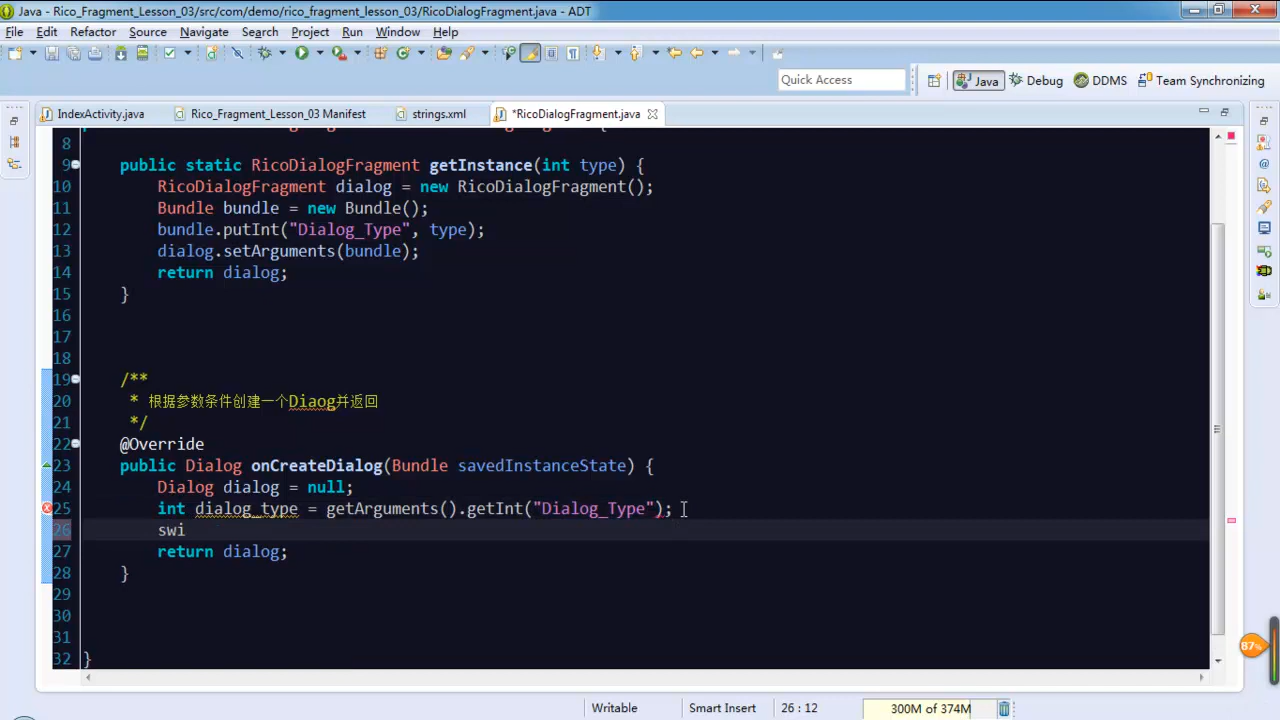 Java - Rico_Fragment_Lesson_03/src/com/demo/rico_fragment_lesson_03/RicoDialogFragment.java - ADT
File Edit Refactor Source Navigate Search Project Run Window Help
Quick Access Java Debug DDMS Team Synchronizing
IndexActivity.java Rico_Fragment_Lesson_03 Manifest strings.xml *RicoDialogFragment.java
8
9 public static RicoDialogFragment getInstance(int type) {
10 RicoDialogFragment dialog = new RicoDialogFragment();
11 Bundle bundle = new Bundle();
12 bundle.putInt("Dialog_Type", type);
13 dialog.setArguments(bundle);
14 return dialog;
15 }
16
17
18
19 /**
20 * 根据参数条件创建一个Diaog并返回
21 */
22 @Override
23 public Dialog onCreateDialog(Bundle savedInstanceState) {
24 Dialog dialog = null;
25 int dialog_type = getArguments().getInt("Dialog_Type");
26 swi
27 return dialog;
28 }
29
30
31
32 }
87%
Writable Smart Insert 26 : 12 300M of 374M